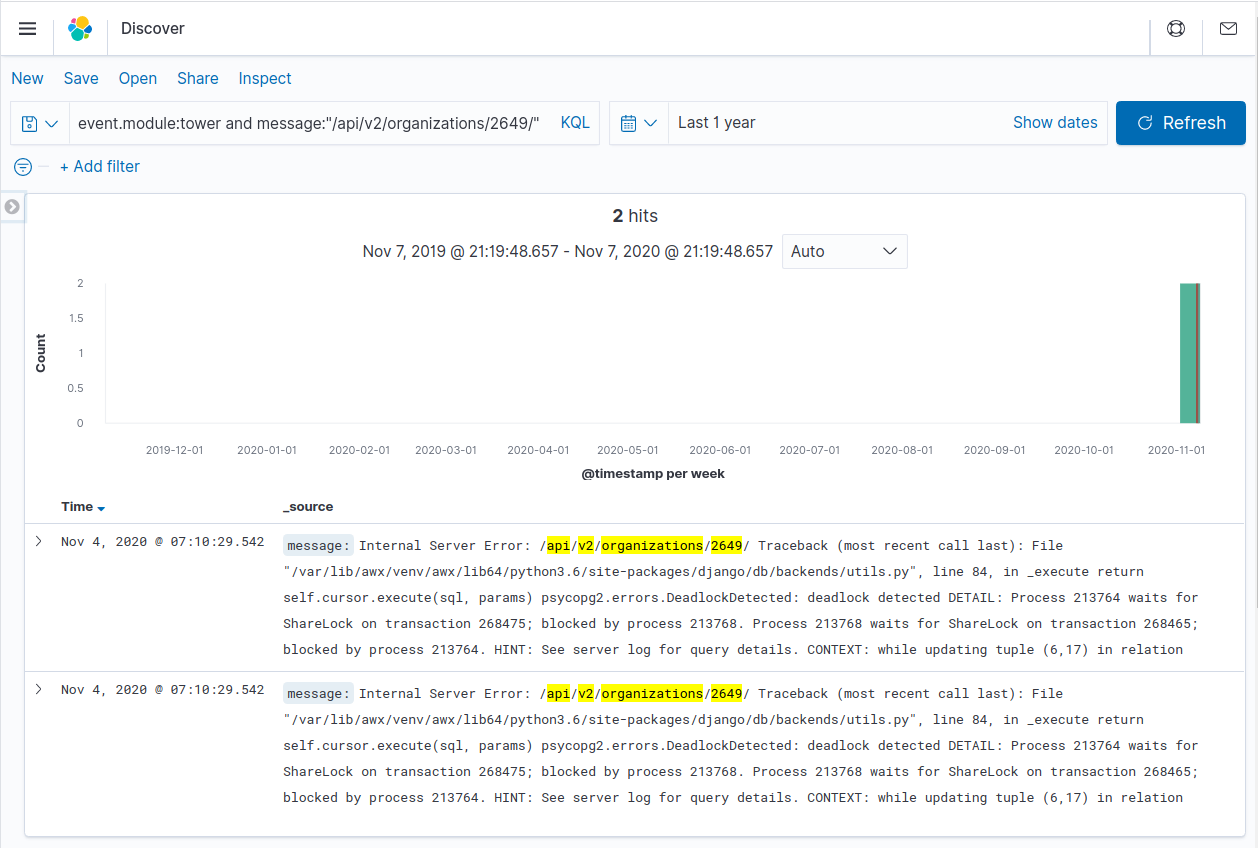 Discover
New Save Open Share Inspect
event.module:tower and message:"/api/v2/organizations/2649/" KQL Last 1 year Show dates Refresh
+ Add filter
2 hits
Nov 7, 2019 @ 21:19:48.657 - Nov 7, 2020 @ 21:19:48.657 Auto
2
1.5
1
0.5
0
Count
2019-12-01 2020-01-01 2020-02-01 2020-03-01 2020-04-01 2020-05-01 2020-06-01 2020-07-01 2020-08-01 2020-09-01 2020-10-01 2020-11-01
@timestamp per week
Time _source
Nov 4, 2020 @ 07:10:29.542 message: Internal Server Error: /api/v2/organizations/2649/ Traceback (most recent call last): File
"/var/lib/awx/venv/awx/lib64/python3.6/site-packages/django/db/backends/utils.py", line 84, in _execute return
self.cursor.execute(sql, params) psycopg2.errors.DeadlockDetected: deadlock detected DETAIL: Process 213764 waits for
ShareLock on transaction 268475; blocked by process 213768. Process 213768 waits for ShareLock on transaction 268465;
blocked by process 213764. HINT: See server log for query details. CONTEXT: while updating tuple (6,17) in relation
Nov 4, 2020 @ 07:10:29.542 message: Internal Server Error: /api/v2/organizations/2649/ Traceback (most recent call last): File
"/var/lib/awx/venv/awx/lib64/python3.6/site-packages/django/db/backends/utils.py", line 84, in _execute return
self.cursor.execute(sql, params) psycopg2.errors.DeadlockDetected: deadlock detected DETAIL: Process 213764 waits for
ShareLock on transaction 268475; blocked by process 213768. Process 213768 waits for ShareLock on transaction 268465;
blocked by process 213764. HINT: See server log for query details. CONTEXT: while updating tuple (6,17) in relation